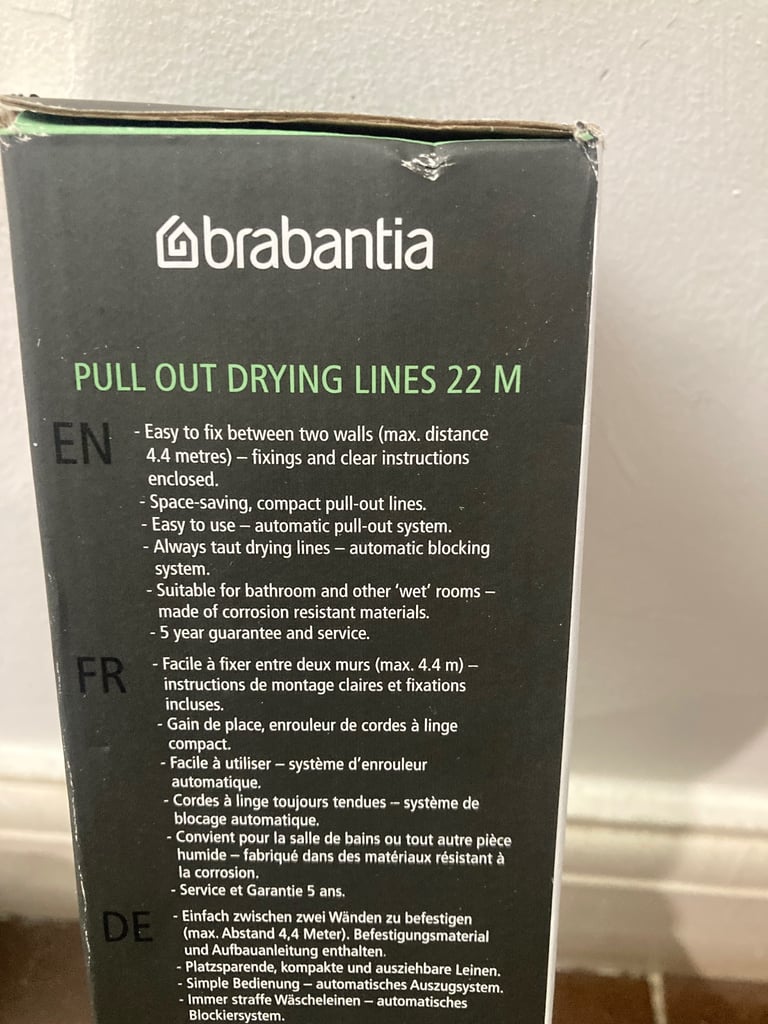 brabantia
PULL OUT DRYING LINES 22 M
EN
- Easy to fix between two walls (max. distance
4.4 metres) – fixings and clear instructions
enclosed.
- Space-saving, compact pull-out lines.
- Easy to use – automatic pull-out system.
- Always taut drying lines – automatic blocking
system.
- Suitable for bathroom and other ‘wet’ rooms –
made of corrosion resistant materials.
- 5 year guarantee and service.
FR
- Facile à fixer entre deux murs (max. 4.4 m) –
instructions de montage claires et fixations
incluses.
- Gain de place, enrouleur de cordes à linge
compact.
- Facile à utiliser – système d’enrouleur
automatique.
- Cordes à linge toujours tendues – système de
blocage automatique.
- Convient pour la salle de bains ou tout autre pièce
humide – fabriqué dans des matériaux résistant à
la corrosion.
- Service et Garantie 5 ans.
DE
- Einfach zwischen zwei Wänden zu befestigen
(max. Abstand 4,4 Meter). Befestigungsmaterial
und Aufbauanleitung enthalten.
- Platzsparende, kompakte und ausziehbare Leinen.
- Simple Bedienung – automatisches Auszugsystem.
- Immer straffe Wäscheleinen – automatisches
Blockiersystem.